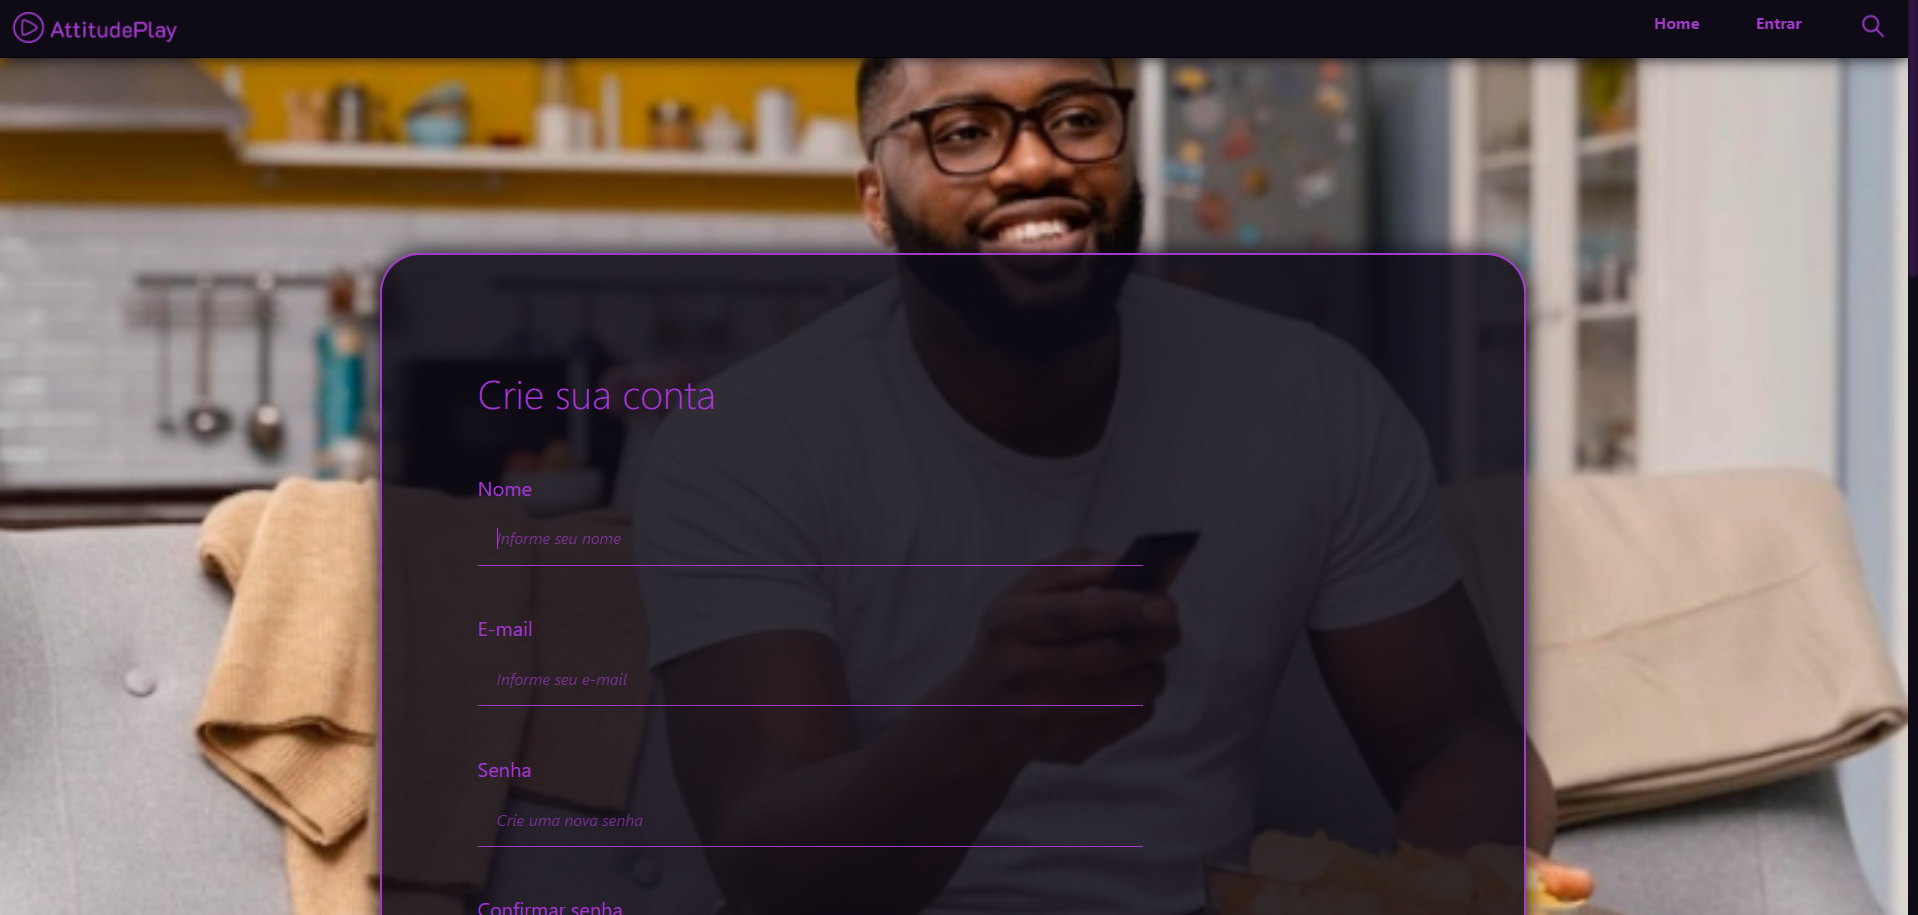 AttitudePlay
Home
Entrar
Crie sua conta
Nome
Informe seu nome
E-mail
Informe seu e-mail
Senha
Crie uma nova senha
Confirmar senha